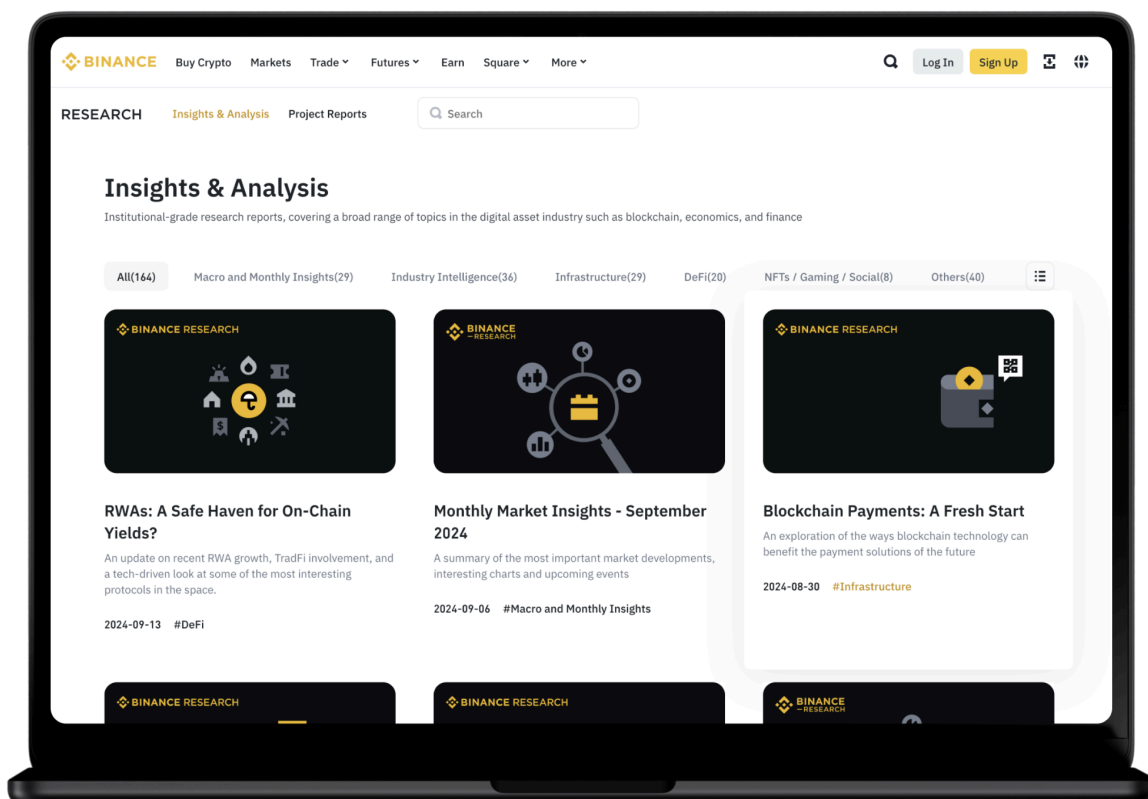 BINANCE Buy Crypto Markets Trade Futures Earn Square More Log In Sign Up
RESEARCH Insights & Analysis Project Reports Search
Insights & Analysis
Institutional-grade research reports, covering a broad range of topics in the digital asset industry such as blockchain, economics, and finance
All(164) Macro and Monthly Insights(29) Industry Intelligence(36) Infrastructure(29) DeFi(20) NFTs / Gaming / Social(8) Others(40)
BINANCE RESEARCH
$
RWAs: A Safe Haven for On-Chain
Yields?
An update on recent RWA growth, TradFi involvement, and
a tech-driven look at some of the most interesting
protocols in the space.
2024-09-13 #DeFi
BINANCE
RESEARCH
Monthly Market Insights - September
2024
A summary of the most important market developments,
interesting charts and upcoming events
2024-09-06 #Macro and Monthly Insights
BINANCE RESEARCH
Blockchain Payments: A Fresh Start
An exploration of the ways blockchain technology can
benefit the payment solutions of the future
2024-08-30 #Infrastructure
BINANCE RESEARCH
BINANCE RESEARCH
BINANCE
RESEARCH